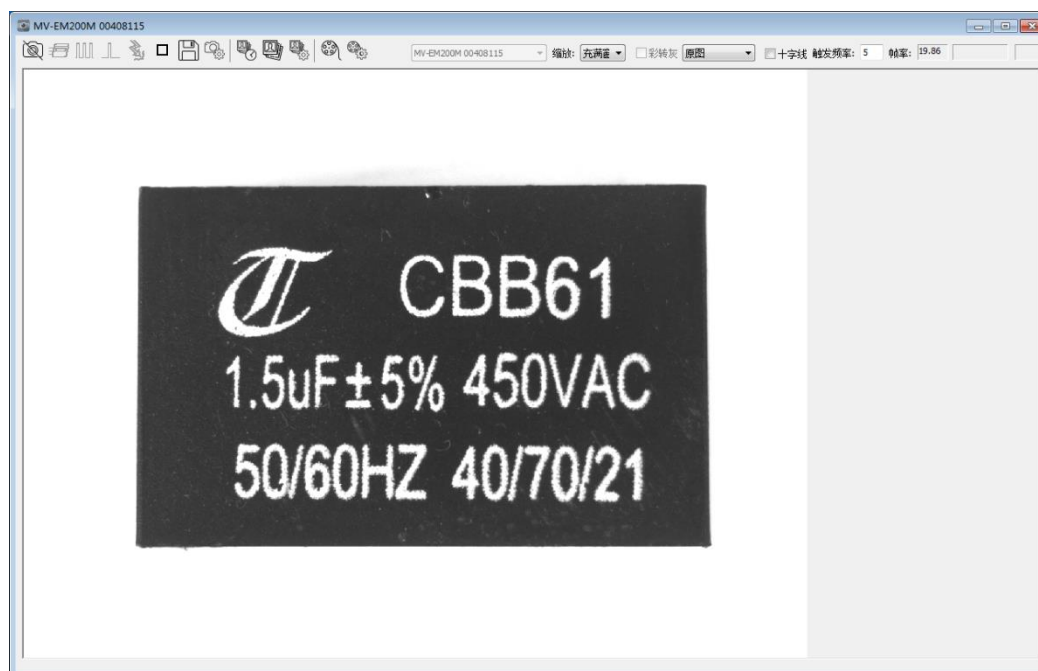 MV-EM200M 00408115
MV-EM200M 00408115 缩放: 充满 彩转灰 原图 十字线 触发频率: 5 帧率: 19.86
CBB61
1.5uF±5% 450VAC
50/60HZ 40/70/21